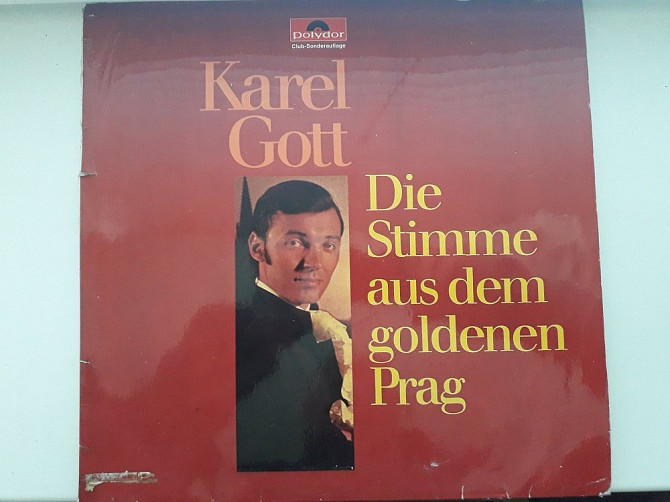 Polydor
Club-Sonderauflage
Karel
Gott
Die
Stimme
aus dem
goldenen
Prag